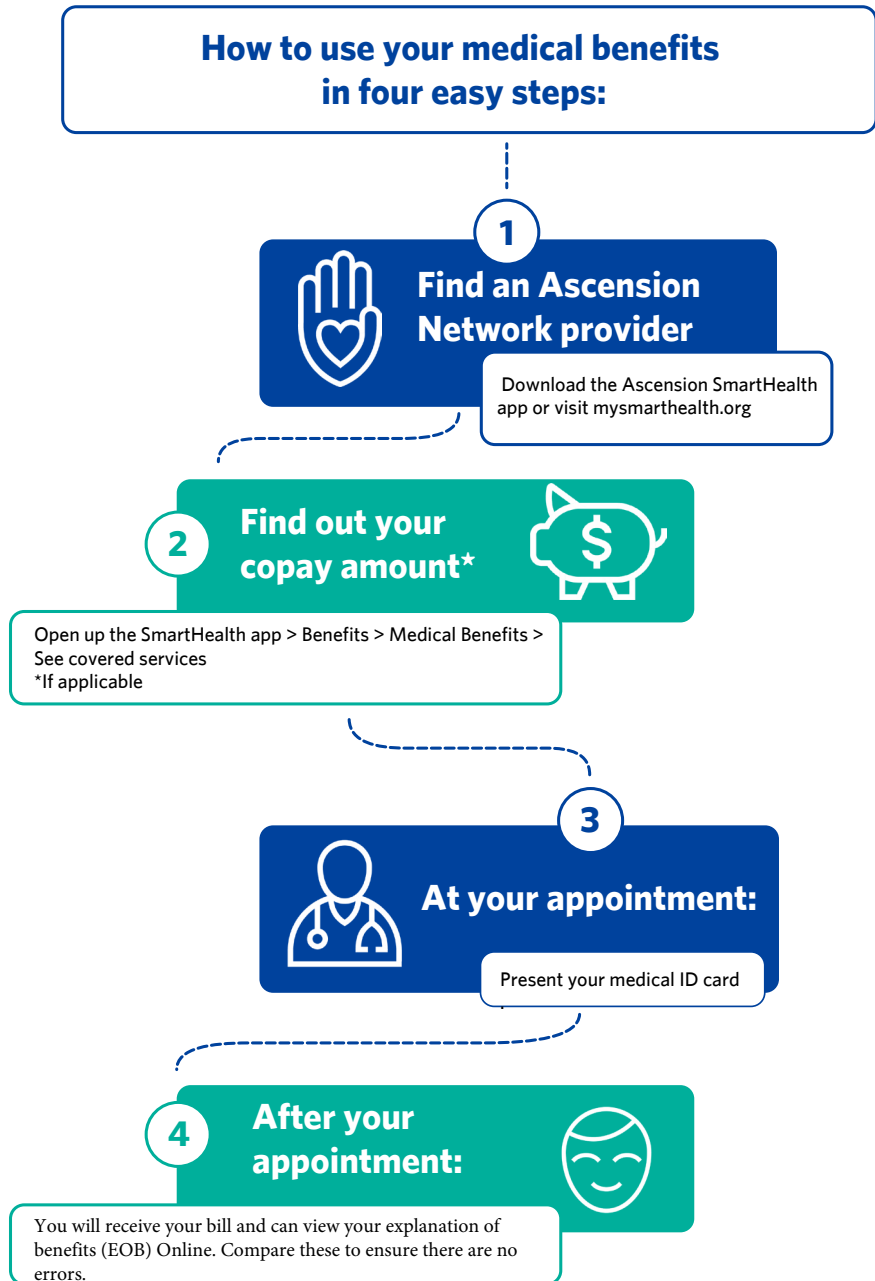 How to use your medical benefits
in four easy steps:
1
Find an Ascension
Network provider
Download the Ascension SmartHealth
app or visit mysmarthealth.org
2
Find out your
copay amount*
$
Open up the SmartHealth app > Benefits > Medical Benefits >
See covered services
*If applicable
3
At your appointment:
Present your medical ID card
4
After your
appointment:
You will receive your bill and can view your explanation of
benefits (EOB) Online. Compare these to ensure there are no
errors.